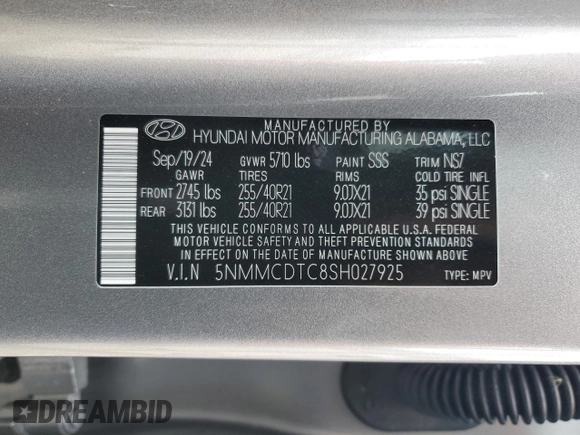 MANUFACTURED BY
HYUNDAI MOTOR MANUFACTURING ALABAMA, LLC
Sep/19/24 GVWR 5710 lbs PAINT SSS TRIM NS7
GAWR TIRES COLD TIRE INFL
FRONT 2745 lbs 255/40R21 9.0JX21 35 psi SINGLE
REAR 3131 lbs 255/40R21 9.0JX21 39 psi SINGLE
THIS VEHICLE CONFORMS TO ALL APPLICABLE U.S.A. FEDERAL
MOTOR VEHICLE SAFETY AND THEFT PREVENTION STANDARDS
IN EFFECT ON THE DATE OF MANUFACTURE SHOWN ABOVE.
V.I.N 5NMMCDTC8SH027925 TYPE: MPV
DREAMBID